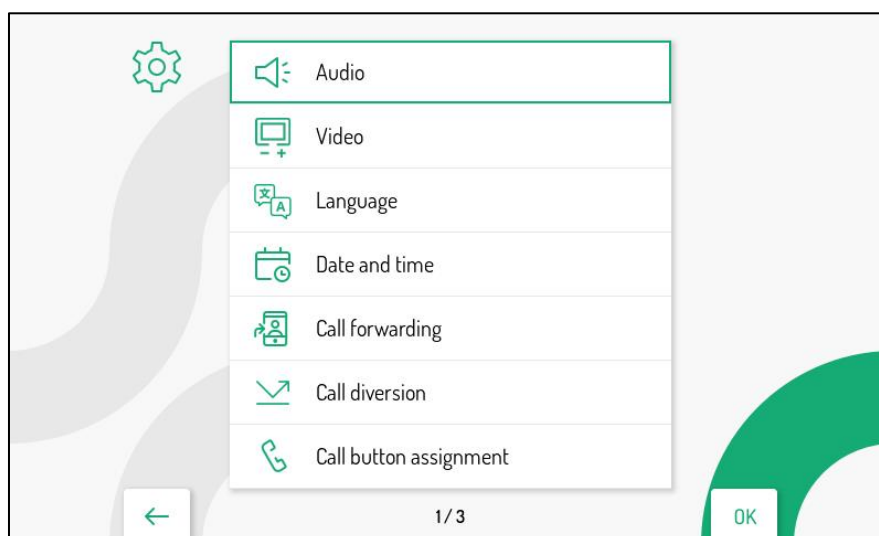 Audio
Video
Language
Date and time
Call forwarding
Call diversion
Call button assignment
1/3
OK